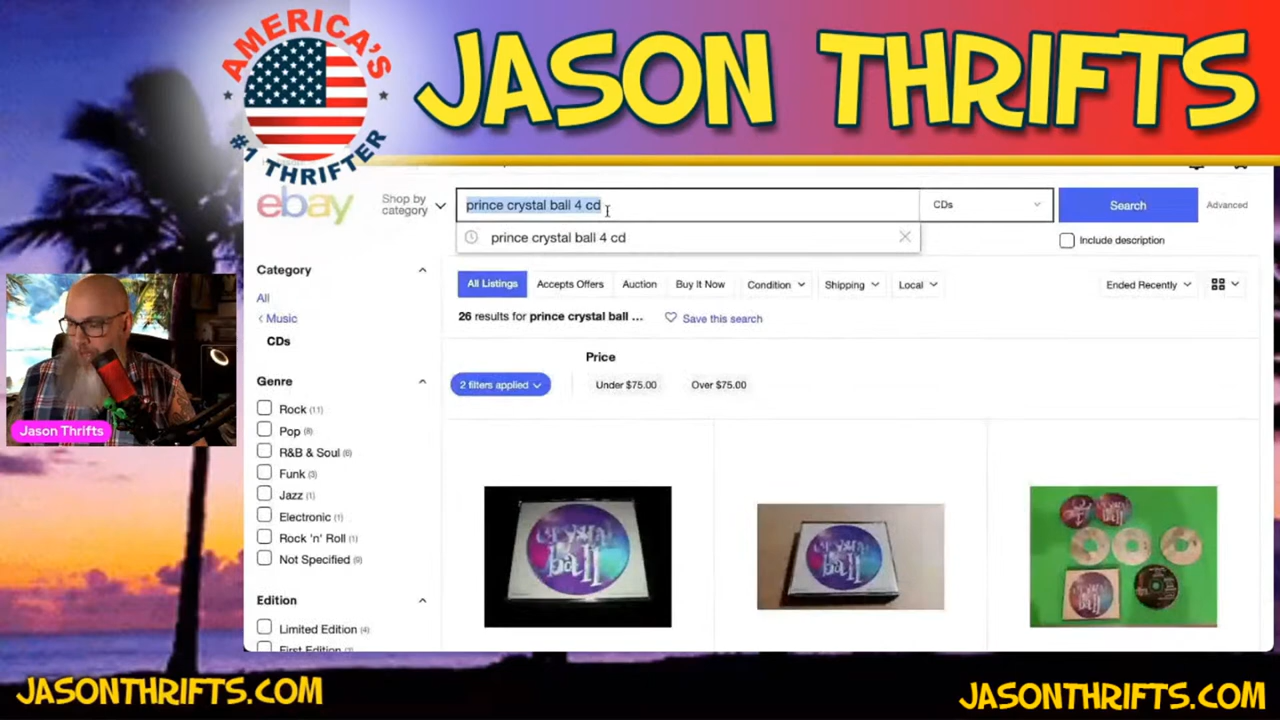 AMERICA'S
#1 THRIFTER
JASON THRIFTS
ebay
Shop by
category
prince crystal ball 4 cd
CDs
Search
Advanced
prince crystal ball 4 cd
Include description
Category
All
Music
CDs
Genre
Rock (11)
Pop (8)
R&B & Soul (6)
Funk (3)
Jazz (1)
Electronic (1)
Rock 'n' Roll (1)
Not Specified (9)
Edition
Limited Edition (4)
First Edition
All Listings
Accepts Offers
Auction
Buy It Now
Condition
Shipping
Local
Ended Recently
26 results for prince crystal ball ...
Save this search
Price
2 filters applied
Under $75.00
Over $75.00
crystal
ball
crystal
ball
crystal
ball
Jason Thrifts
JASONTHRIFTS.COM
JASONTHRIFTS.COM